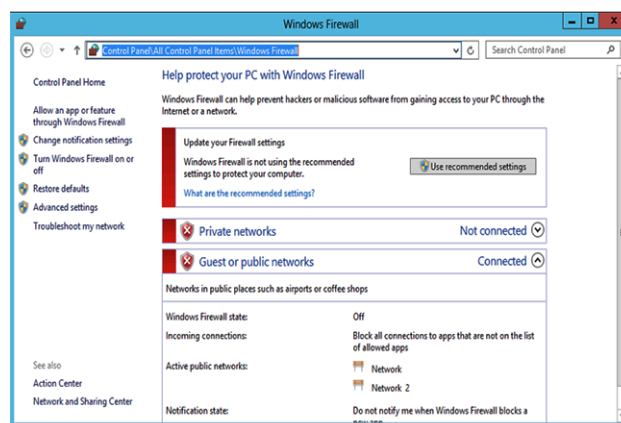 Windows Firewall
Control Panel\All Control Panel Items\Windows Firewall
Search Control Panel
Control Panel Home
Allow an app or feature
through Windows Firewall
Change notification settings
Turn Windows Firewall on or
off
Restore defaults
Advanced settings
Troubleshoot my network
See also
Action Center
Network and Sharing Center
Help protect your PC with Windows Firewall
Windows Firewall can help prevent hackers or malicious software from gaining access to your PC through the
Internet or a network.
Update your Firewall settings
Windows Firewall is not using the recommended
settings to protect your computer.
Use recommended settings
What are the recommended settings?
Private networks Not connected
Guest or public networks Connected
Networks in public places such as airports or coffee shops
Windows Firewall state: Off
Incoming connections: Block all connections to apps that are not on the list
of allowed apps
Active public networks: Network
Network 2
Notification state: Do not notify me when Windows Firewall blocks a
new app